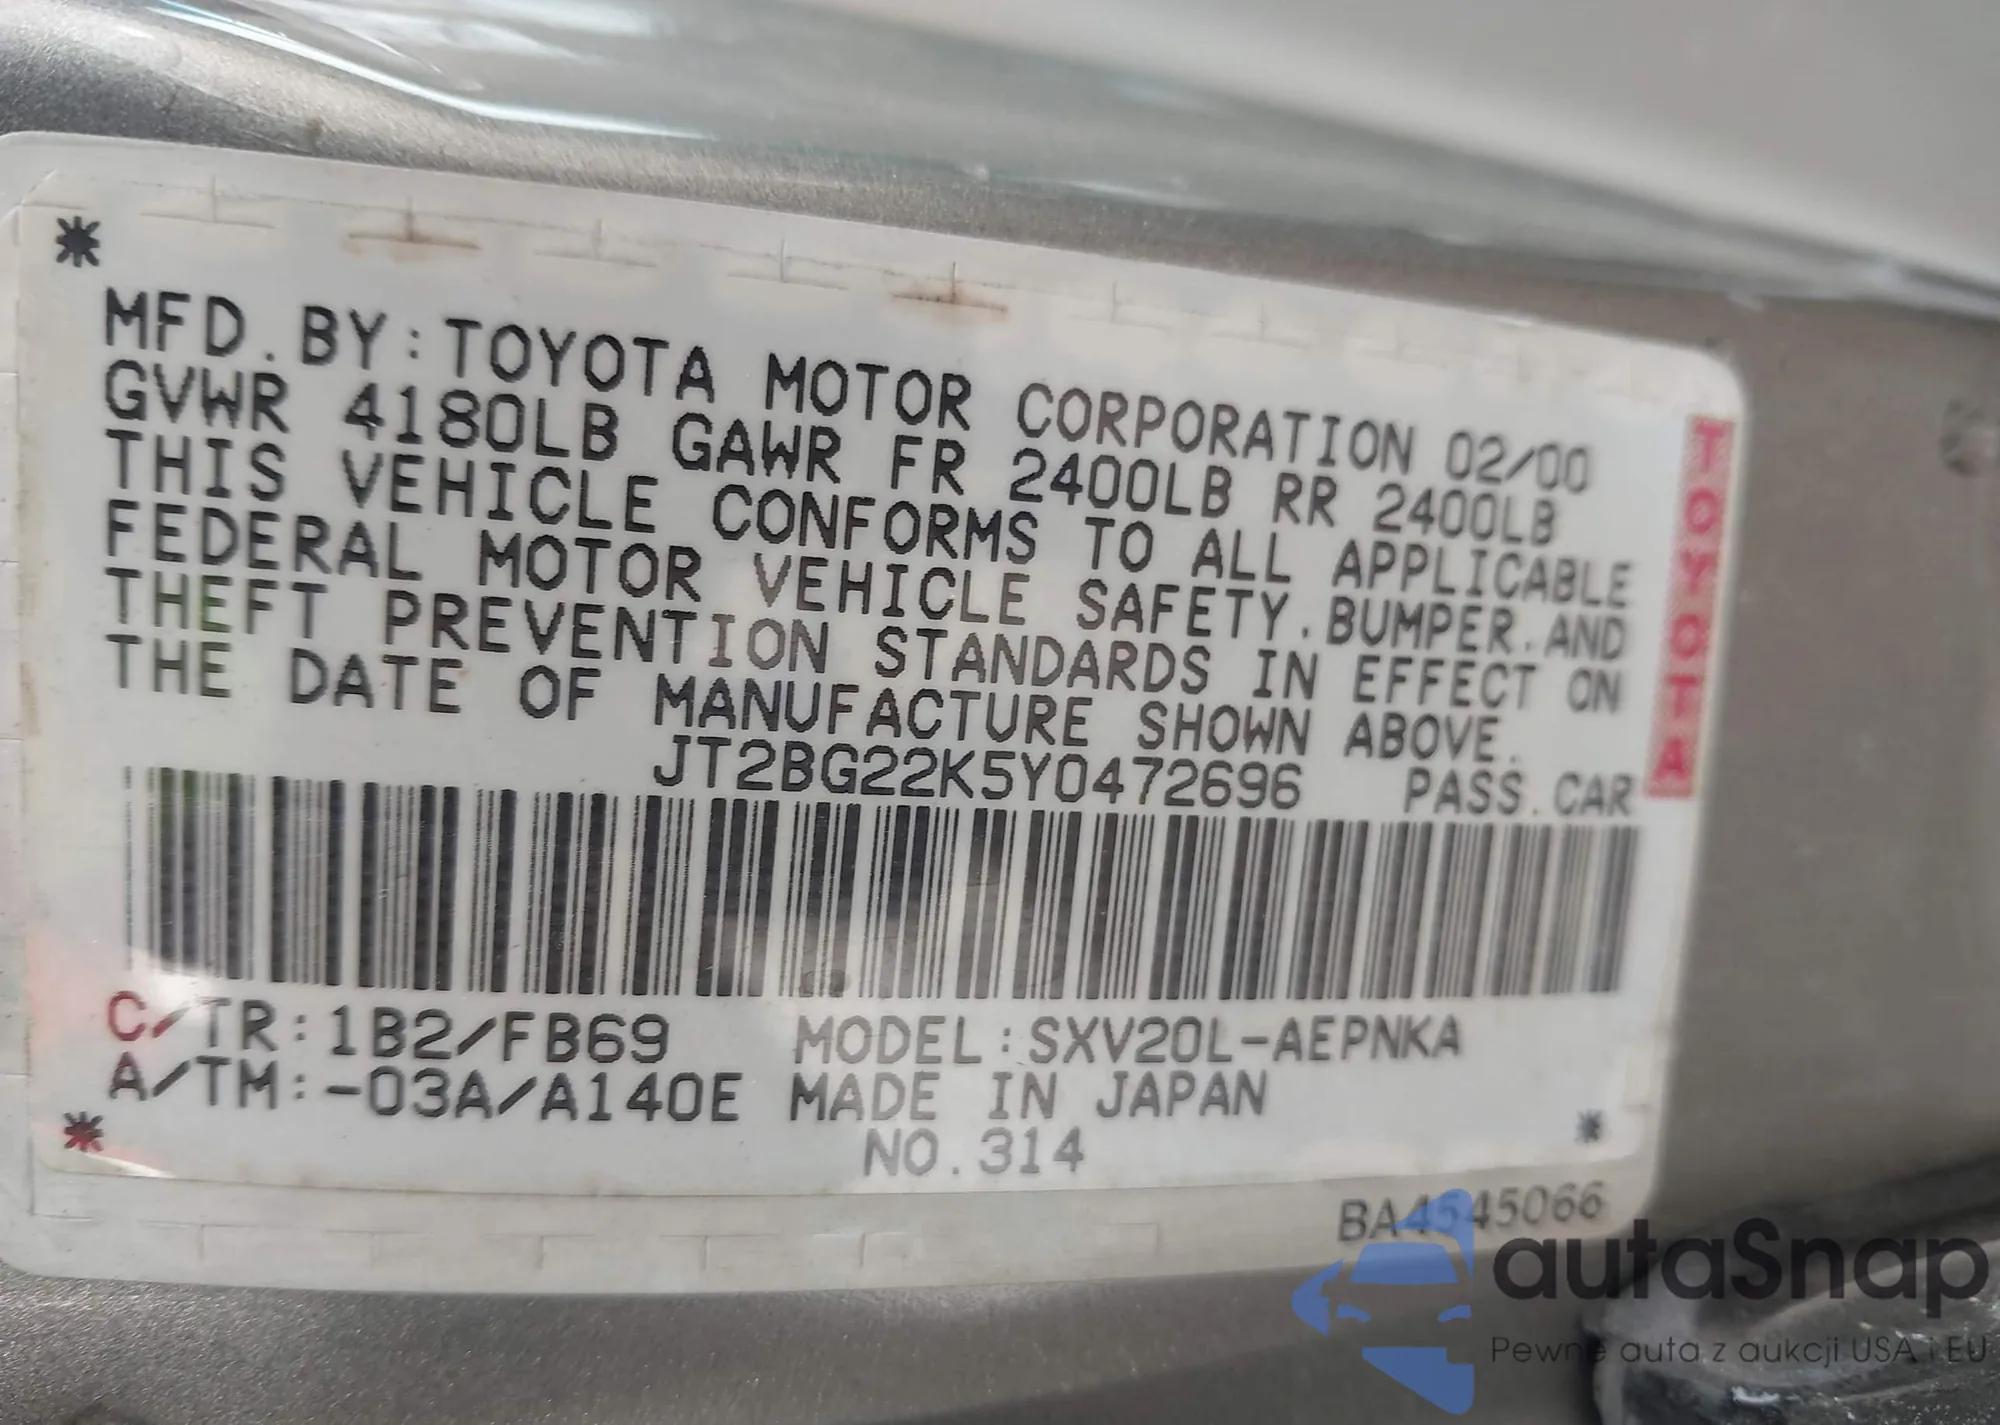 MFD. BY: TOYOTA MOTOR CORPORATION 02/00
GVWR 4180LB GAWR FR 2400LB RR 2400LB
THIS VEHICLE CONFORMS TO ALL APPLICABLE
FEDERAL MOTOR VEHICLE SAFETY. BUMPER. AND
THEFT PREVENTION STANDARDS IN EFFECT ON
THE DATE OF MANUFACTURE SHOWN ABOVE.
JT2BG22K5Y0472696 PASS. CAR
TOYOTA
C/TR: 1B2/FB69 MODEL: SXV20L-AEPNKA
A/TM: -03A/A140E MADE IN JAPAN
NO. 314
BA4545066
autaSnap
Pewne auta z aukcji USA i EU